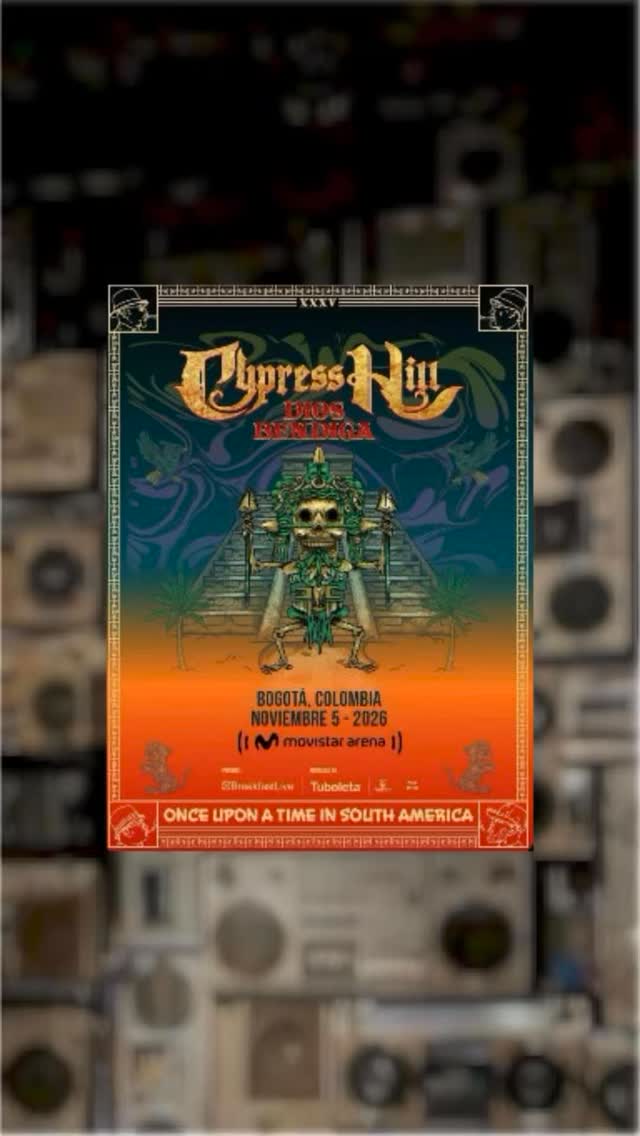 XXXV
Cypress Hill
DIOS
BENDIGA
BOGOTÁ, COLOMBIA
NOVIEMBRE 5 - 2026
movistar arena
Tuboleta
ONCE UPON A TIME IN SOUTH AMERICA